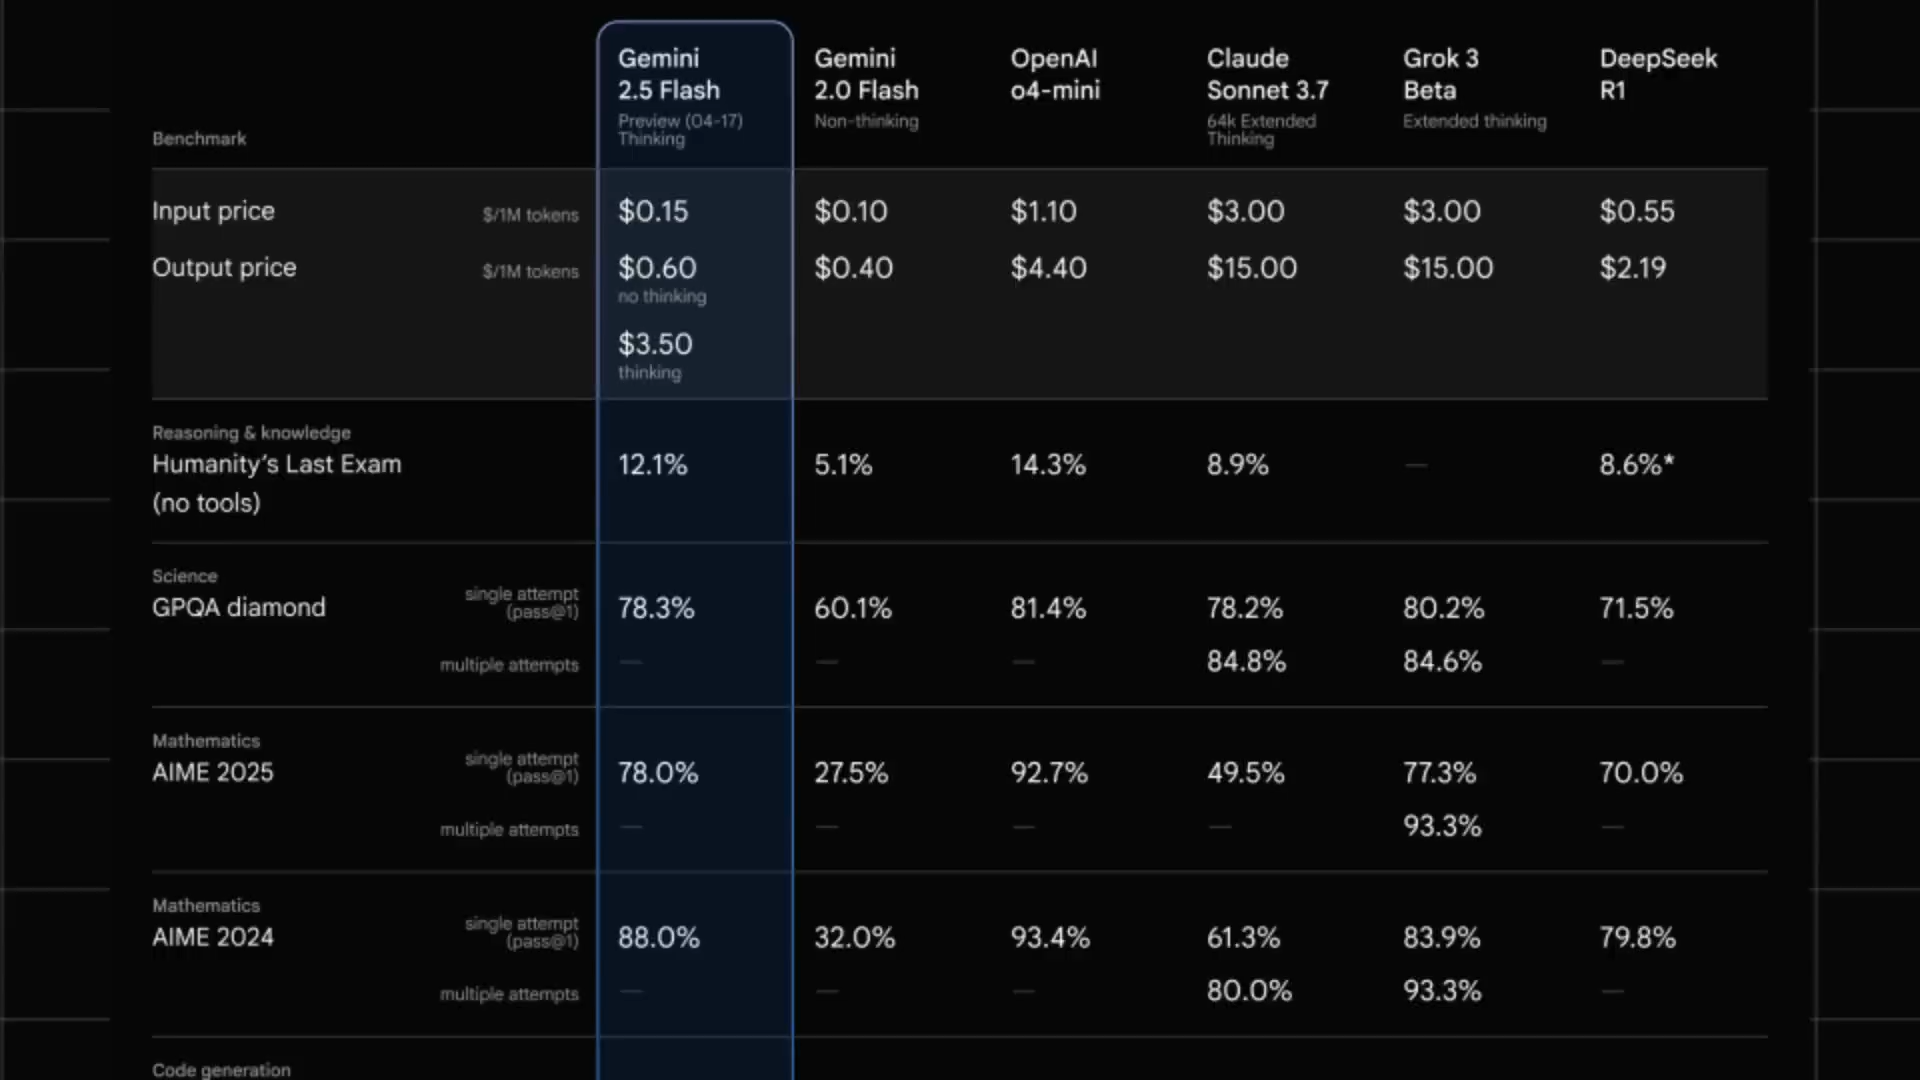 Benchmark
Gemini 2.5 Flash
Preview (04-17) Thinking
Gemini 2.0 Flash
Non-thinking
OpenAI o4-mini
Claude Sonnet 3.7
64k Extended Thinking
Grok 3 Beta
Extended thinking
DeepSeek R1
Input price $/1M tokens $0.15 $0.10 $1.10 $3.00 $3.00 $0.55
Output price $/1M tokens $0.60 $0.40 $4.40 $15.00 $15.00 $2.19
no thinking
$3.50
thinking
Reasoning & knowledge
Humanity's Last Exam 12.1% 5.1% 14.3% 8.9% — 8.6%*
(no tools)
Science
GPQA diamond single attempt (pass@1) 78.3% 60.1% 81.4% 78.2% 80.2% 71.5%
multiple attempts — — — 84.8% 84.6% —
Mathematics
AIME 2025 single attempt (pass@1) 78.0% 27.5% 92.7% 49.5% 77.3% 70.0%
multiple attempts — — — — 93.3% —
Mathematics
AIME 2024 single attempt (pass@1) 88.0% 32.0% 93.4% 61.3% 83.9% 79.8%
multiple attempts — — — 80.0% 93.3% —
Code generation